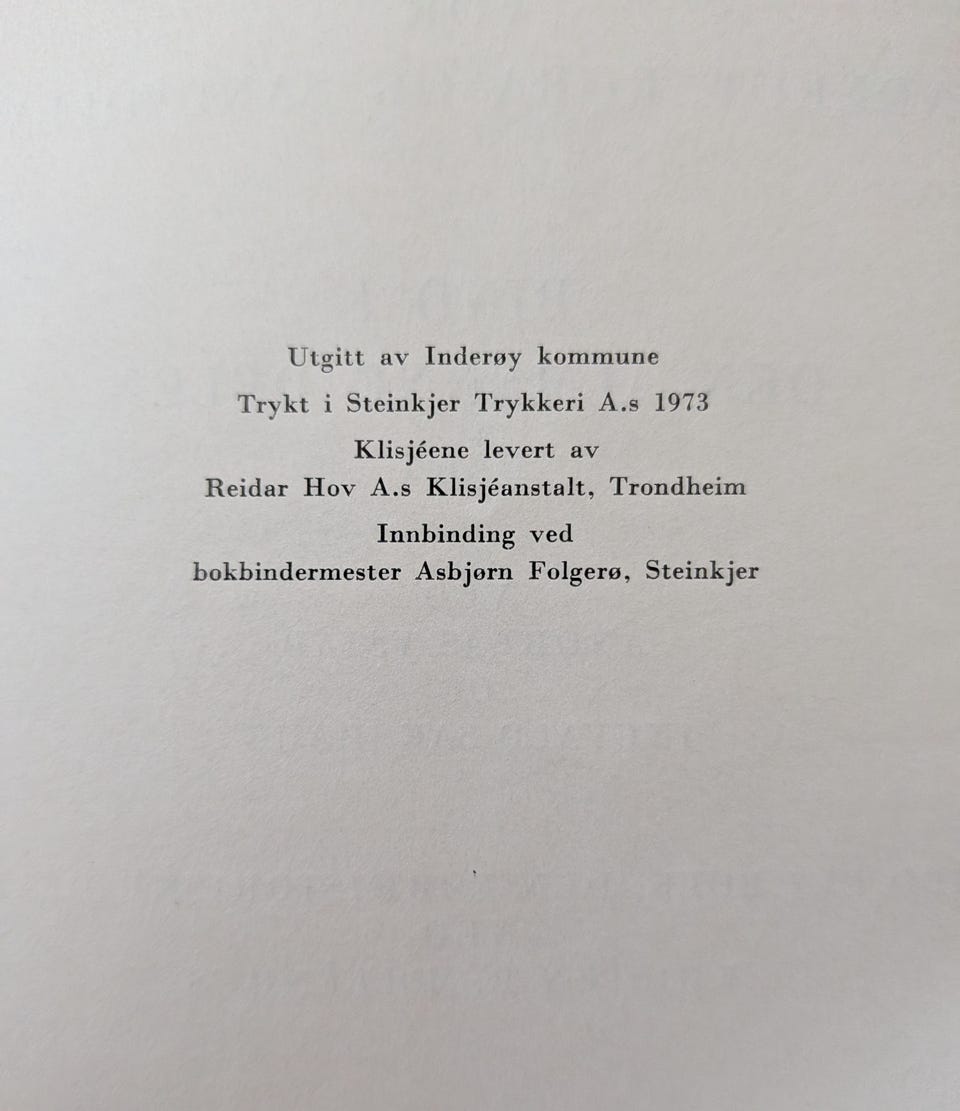 Utgitt av Inderøy kommune
Trykt i Steinkjer Trykkeri A.s 1973
Klisjéene levert av
Reidar Hov A.s Klisjéanstalt, Trondheim
Innbinding ved
bokbindermester Asbjørn Folgerø, Steinkjer